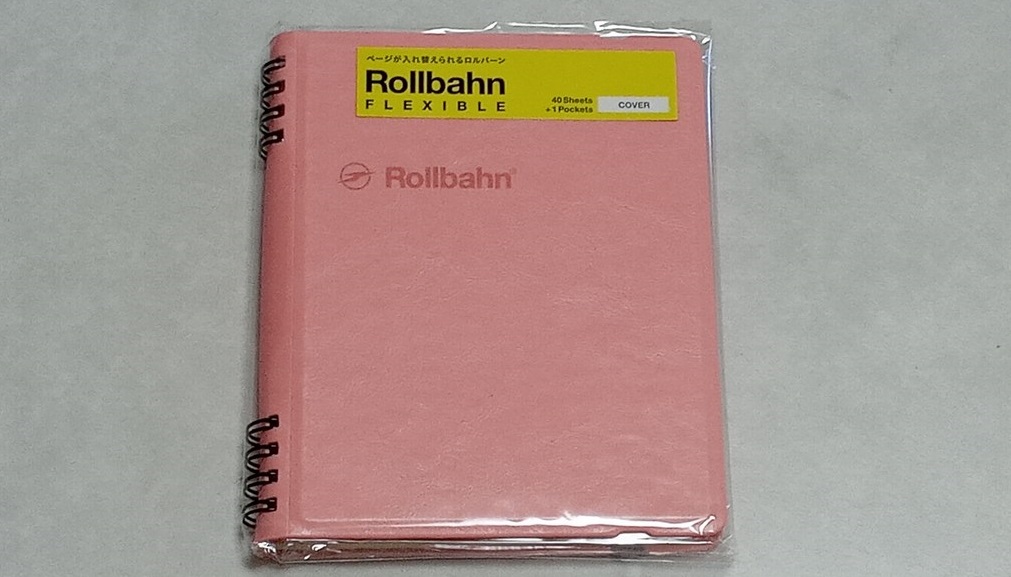 ページが入れ替えられるロルバーン
Rollbahn
FLEXIBLE
40 Sheets
+1 Pockets
COVER
Rollbahn®